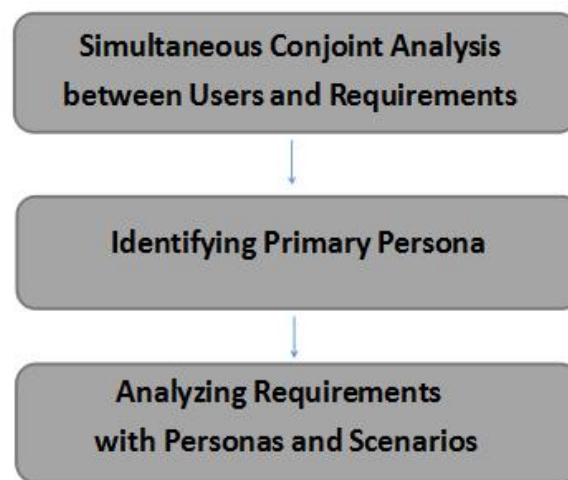 Simultaneous Conjoint Analysis
between Users and Requirements
Identifying Primary Persona
Analyzing Requirements
with Personas and Scenarios